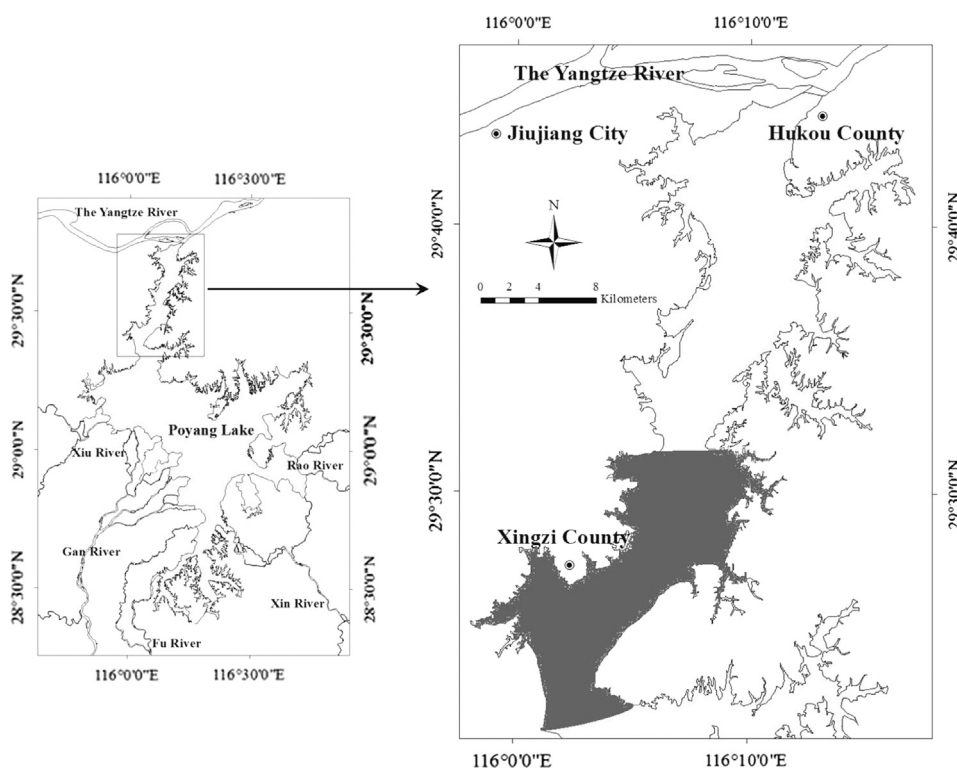 116°0'0"E
116°30'0"E
The Yangtze River
29°30'0"N
29°30'0"N
Poyang Lake
Xiu River
Rao River
29°0'0"N
29°0'0"N
Gan River
Xin River
Fu River
28°30'0"N
28°30'0"N
116°0'0"E
116°30'0"E
116°0'0"E
116°10'0"E
The Yangtze River
Jiujiang City
Hukou County
N
0 2 4 8
Kilometers
29°40'0"N
29°40'0"N
29°30'0"N
29°30'0"N
Xingzi County
116°0'0"E
116°10'0"E